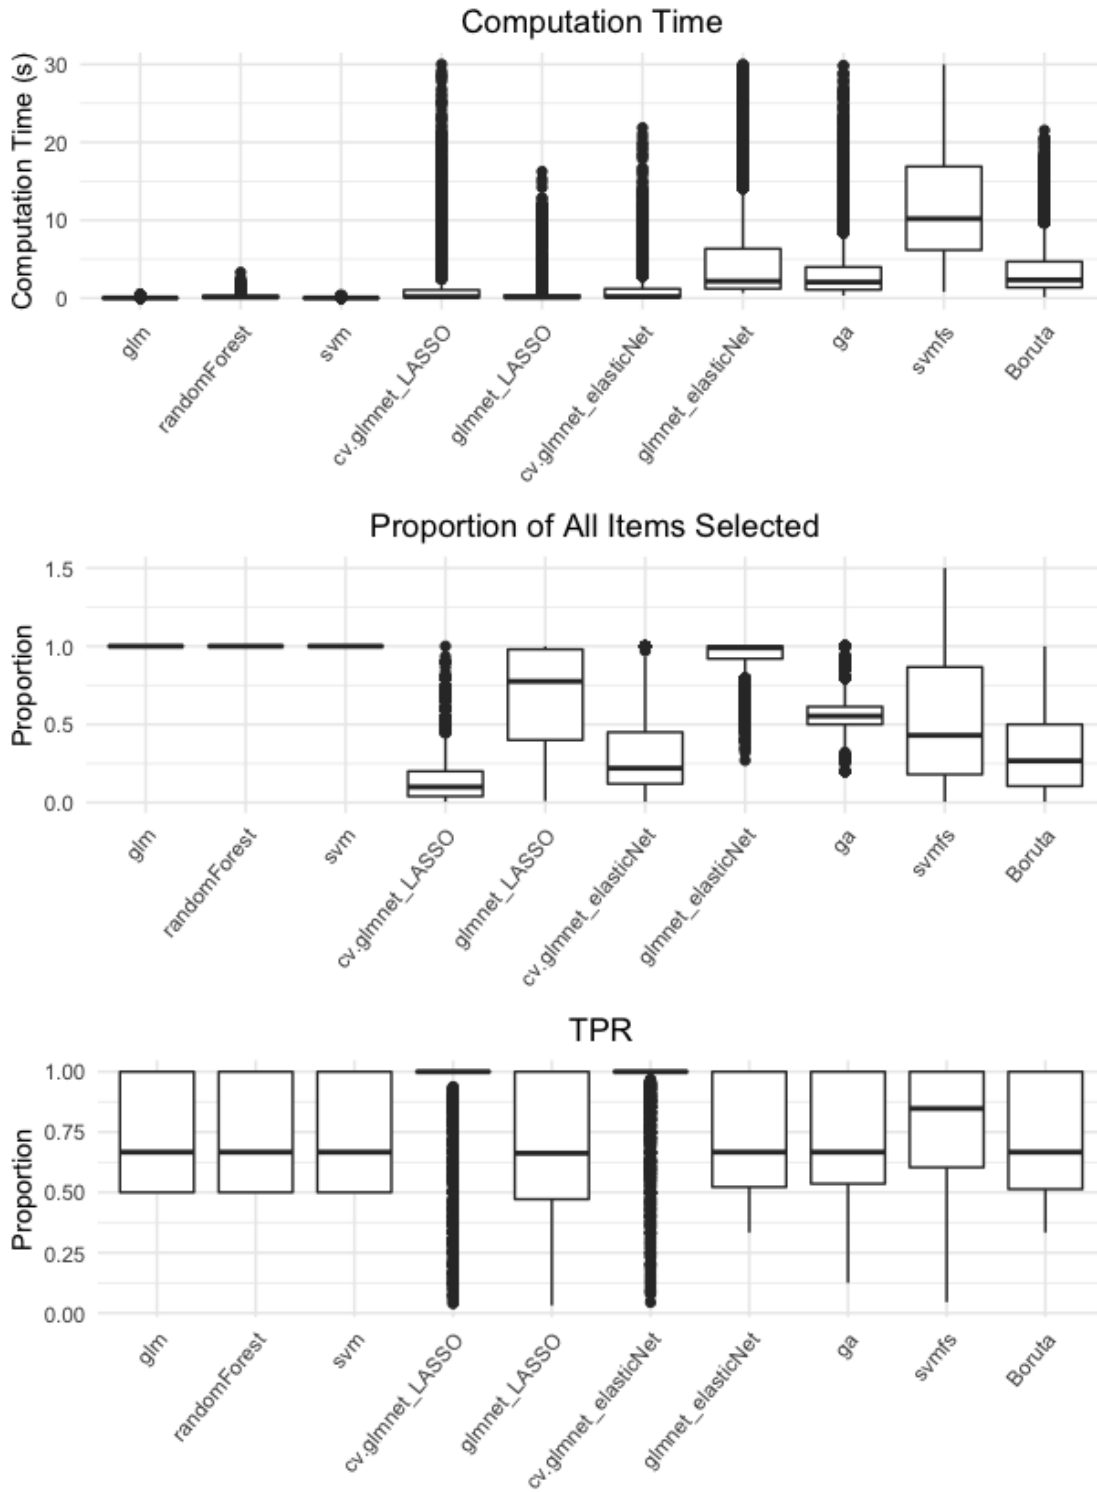 Computation Time
Computation Time (s)
30
20
10
0
glm
randomForest
svm
cv.glmnet_LASSO
glmnet_LASSO
cv.glmnet_elasticNet
glmnet_elasticNet
ga
svmfs
Boruta
Proportion of All Items Selected
Proportion
1.5
1.0
0.5
0.0
glm
randomForest
svm
cv.glmnet_LASSO
glmnet_LASSO
cv.glmnet_elasticNet
glmnet_elasticNet
ga
svmfs
Boruta
TPR
Proportion
1.00
0.75
0.50
0.25
0.00
glm
randomForest
svm
cv.glmnet_LASSO
glmnet_LASSO
cv.glmnet_elasticNet
glmnet_elasticNet
ga
svmfs
Boruta